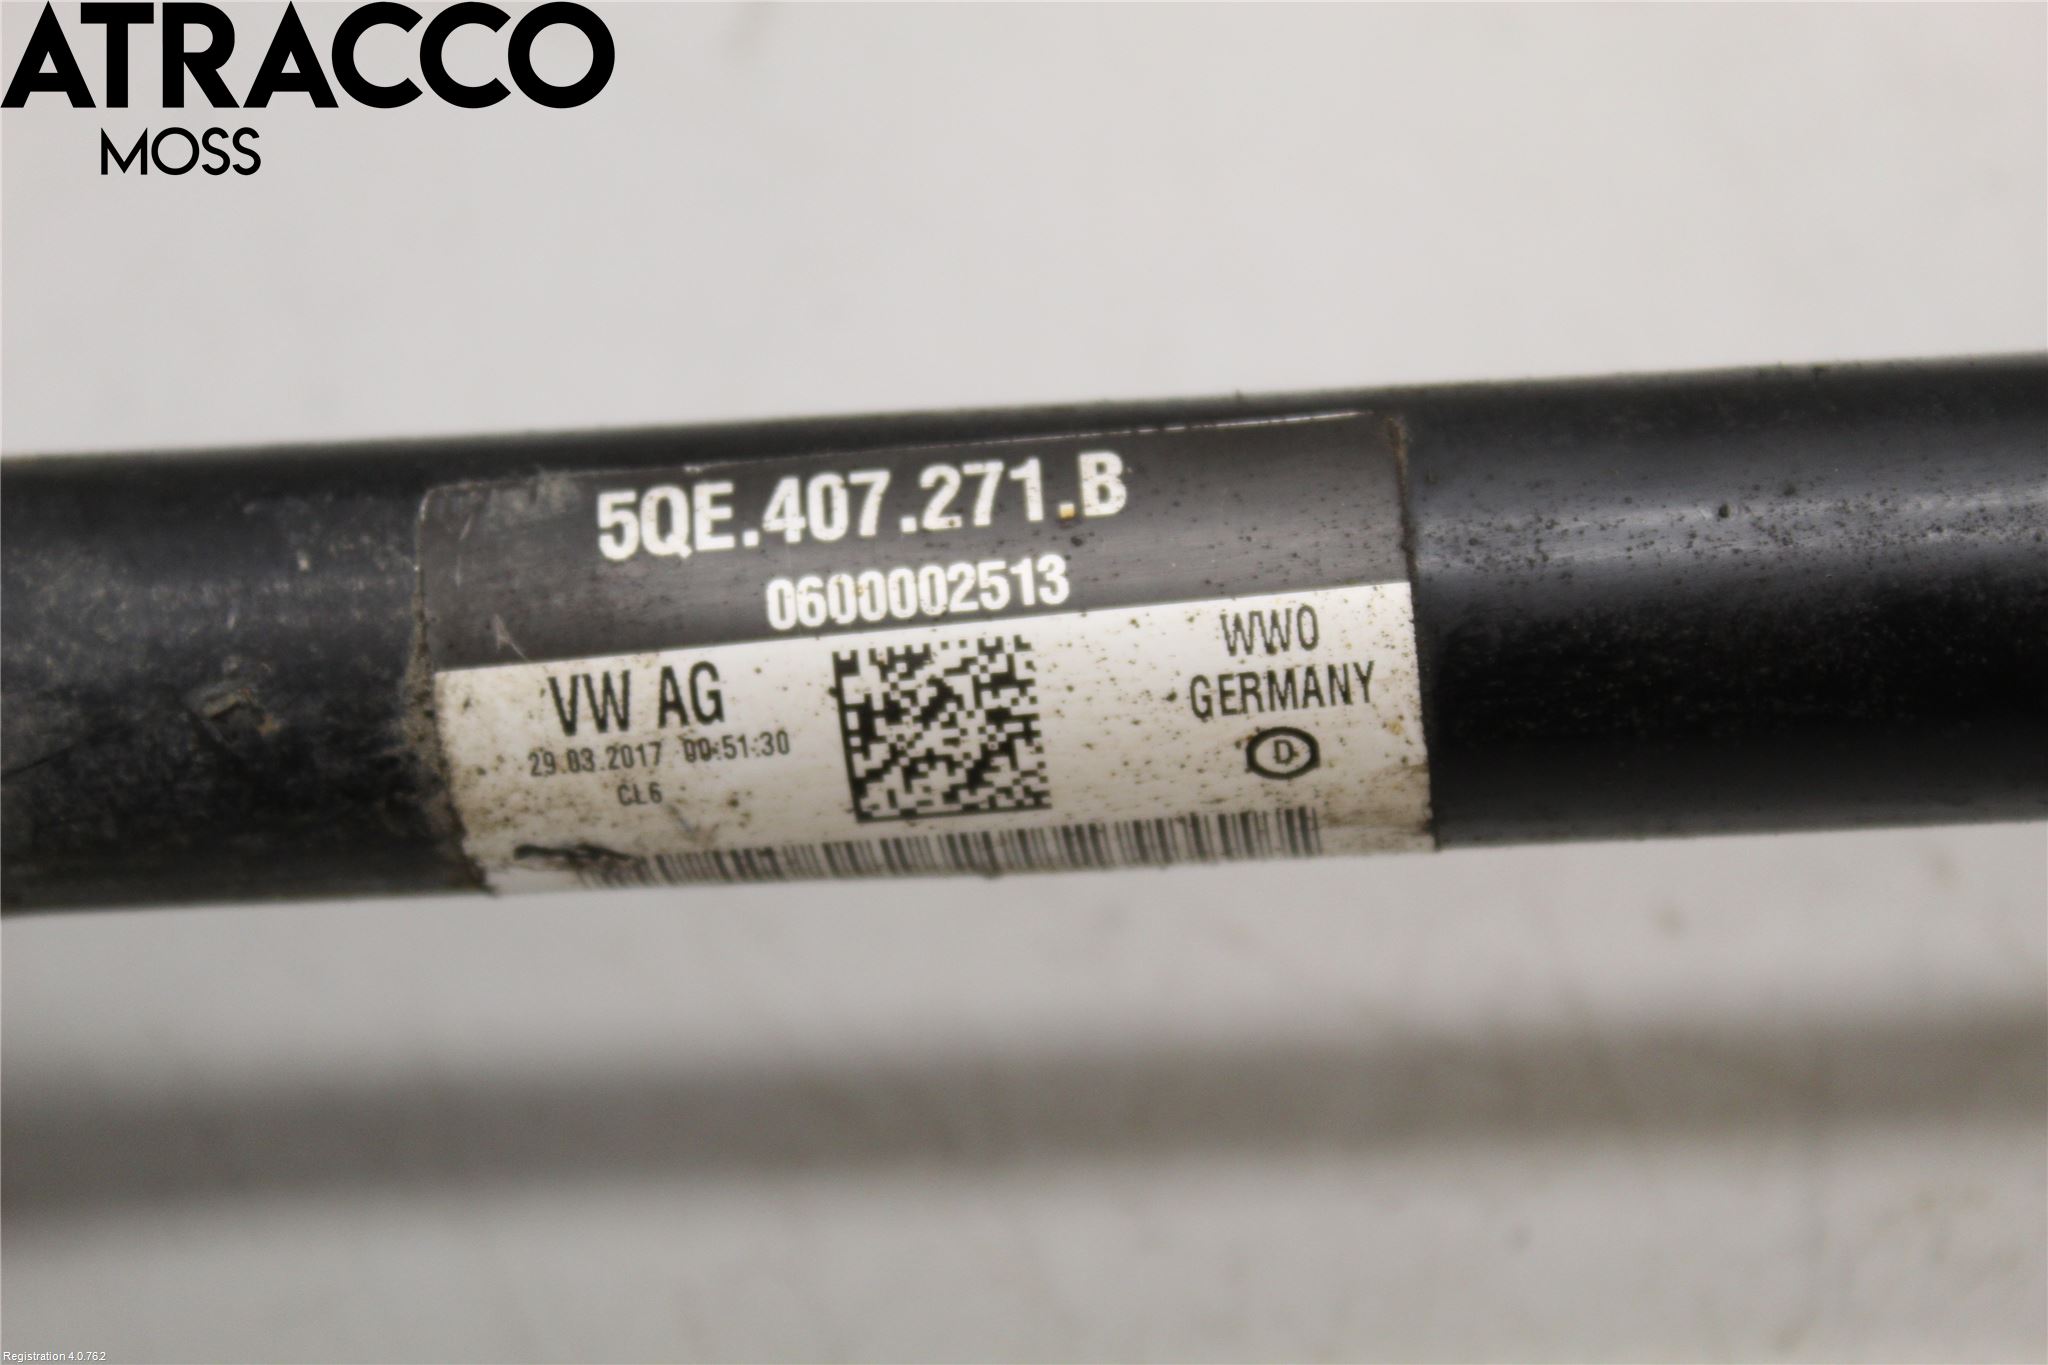 ATRACCO
MOSS
5QE.407.271.B
0600002513
VW AG
29.03.2017 00:51:30
CL6
WWO
GERMANY
D
Registration 4.0.762